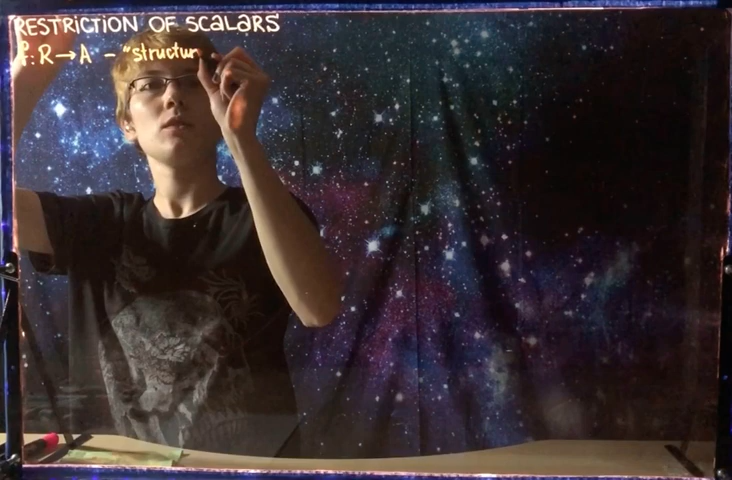 RESTRICTION OF SCALARS
f: R → A - "structur